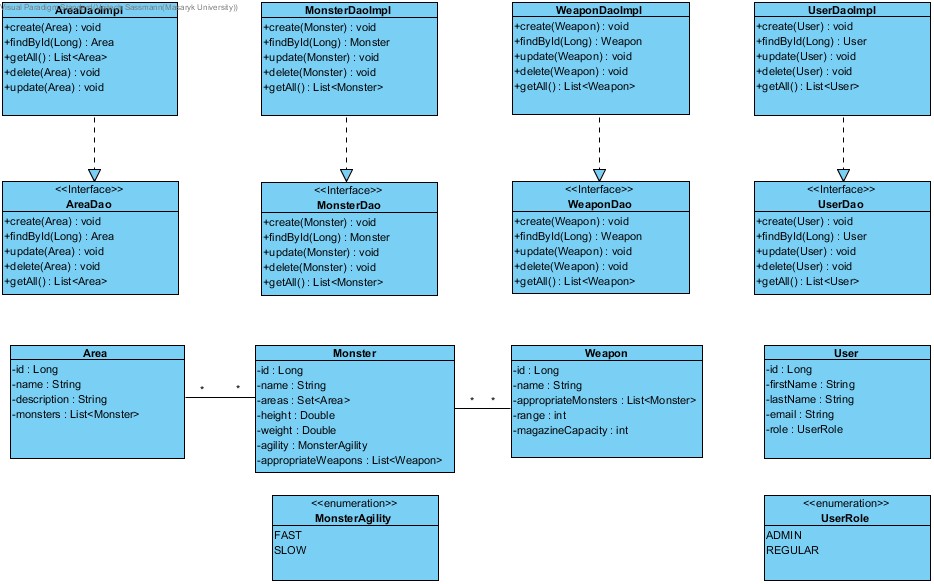 Visual Paradigm
Sassmann(Masaryk University))
AreaDaoImpl
+create(Area) : void
+findById(Long) : Area
+getAll() : List<Area>
+delete(Area) : void
+update(Area) : void
MonsterDaoImpl
+create(Monster) : void
+findById(Long) : Monster
+update(Monster) : void
+delete(Monster) : void
+getAll() : List<Monster>
WeaponDaoImpl
+create(Weapon) : void
+findById(Long) : Weapon
+update(Weapon) : void
+delete(Weapon) : void
+getAll() : List<Weapon>
UserDaoImpl
+create(User) : void
+findById(Long) : User
+update(User) : void
+delete(User) : void
+getAll() : List<User>
<<Interface>>
AreaDao
+create(Area) : void
+findById(Long) : Area
+update(Area) : void
+delete(Area) : void
+getAll() : List<Area>
<<Interface>>
MonsterDao
+create(Monster) : void
+findById(Long) : Monster
+update(Monster) : void
+delete(Monster) : void
+getAll() : List<Monster>
<<Interface>>
WeaponDao
+create(Weapon) : void
+findById(Long) : Weapon
+update(Weapon) : void
+delete(Weapon) : void
+getAll() : List<Weapon>
<<Interface>>
UserDao
+create(User) : void
+findById(Long) : User
+update(User) : void
+delete(User) : void
+getAll() : List<User>
Area
-id : Long
-name : String
-description : String
-monsters : List<Monster>
* *
Monster
-id : Long
-name : String
-areas : Set<Area>
-height : Double
-weight : Double
-agility : MonsterAgility
-appropriateWeapons : List<Weapon>
* *
Weapon
-id : Long
-name : String
-appropriateMonsters : List<Monster>
-range : int
-magazineCapacity : int
User
-id : Long
-firstName : String
-lastName : String
-email : String
-role : UserRole
<<enumeration>>
MonsterAgility
FAST
SLOW
<<enumeration>>
UserRole
ADMIN
REGULAR